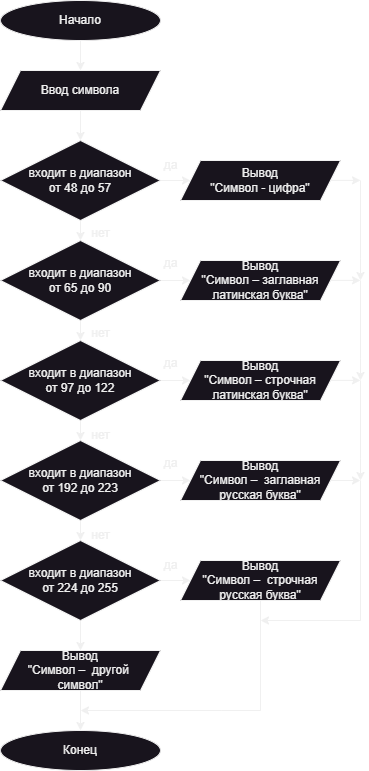 Начало
Ввод символа
входит в диапазон
от 48 до 57
да
Вывод
"Символ - цифра"
нет
входит в диапазон
от 65 до 90
да
Вывод
"Символ – заглавная
латинская буква"
нет
входит в диапазон
от 97 до 122
да
Вывод
"Символ – строчная
латинская буква"
нет
входит в диапазон
от 192 до 223
да
Вывод
"Символ –  заглавная
русская буква"
нет
входит в диапазон
от 224 до 255
да
Вывод
"Символ –  строчная
русская буква"
Вывод
"Символ –  другой
символ"
Конец